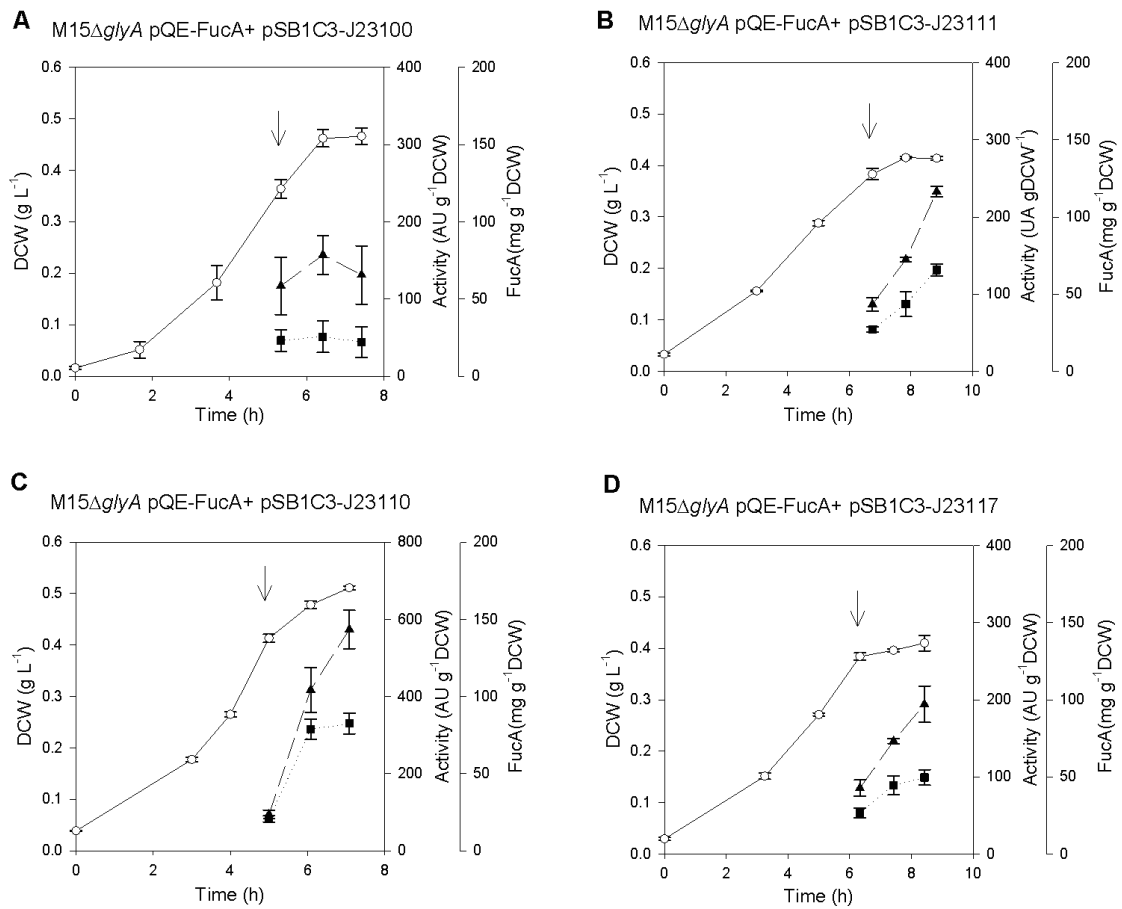 A
M15ΔglyA pQE-FucA+ pSB1C3-J23100
0.6
0.5
0.4
0.3
0.2
0.1
0.0
DCW (g L⁻¹)
0 2 4 6 8
Time (h)
400
300
200
100
0
Activity (AU g⁻¹DCW)
200
150
100
50
0
FucA(mg g⁻¹DCW)
B
M15ΔglyA pQE-FucA+ pSB1C3-J23111
0.6
0.5
0.4
0.3
0.2
0.1
0.0
DCW (g L⁻¹)
0 2 4 6 8 10
Time (h)
400
300
200
100
0
Activity (UA gDCW⁻¹)
200
150
100
50
0
FucA(mg g⁻¹DCW)
C
M15ΔglyA pQE-FucA+ pSB1C3-J23110
0.6
0.5
0.4
0.3
0.2
0.1
0.0
DCW (g L⁻¹)
0 2 4 6 8
Time (h)
800
600
400
200
0
Activity (AU g⁻¹DCW)
200
150
100
50
0
FucA(mg g⁻¹DCW)
D
M15ΔglyA pQE-FucA+ pSB1C3-J23117
0.6
0.5
0.4
0.3
0.2
0.1
0.0
DCW (g L⁻¹)
0 2 4 6 8 10
Time (h)
400
300
200
100
0
Activity (AU g⁻¹DCW)
200
150
100
50
0
FucA(mg g⁻¹DCW)